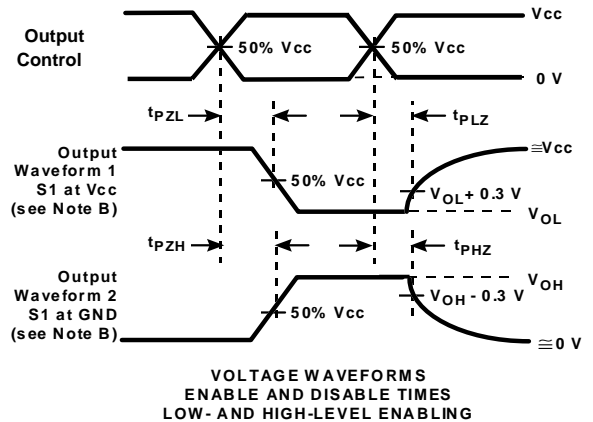 Output
Control
50% Vcc
50% Vcc
Vcc
0 V
tPZL
tPLZ
Output
Waveform 1
S1 at Vcc
(see Note B)
50% Vcc
≅Vcc
VOL+ 0.3 V
VOL
tPZH
tPHZ
Output
Waveform 2
S1 at GND
(see Note B)
50% Vcc
VOH
VOH - 0.3 V
≅0 V
VOLTAGE WAVEFORMS
ENABLE AND DISABLE TIMES
LOW- AND HIGH-LEVEL ENABLING